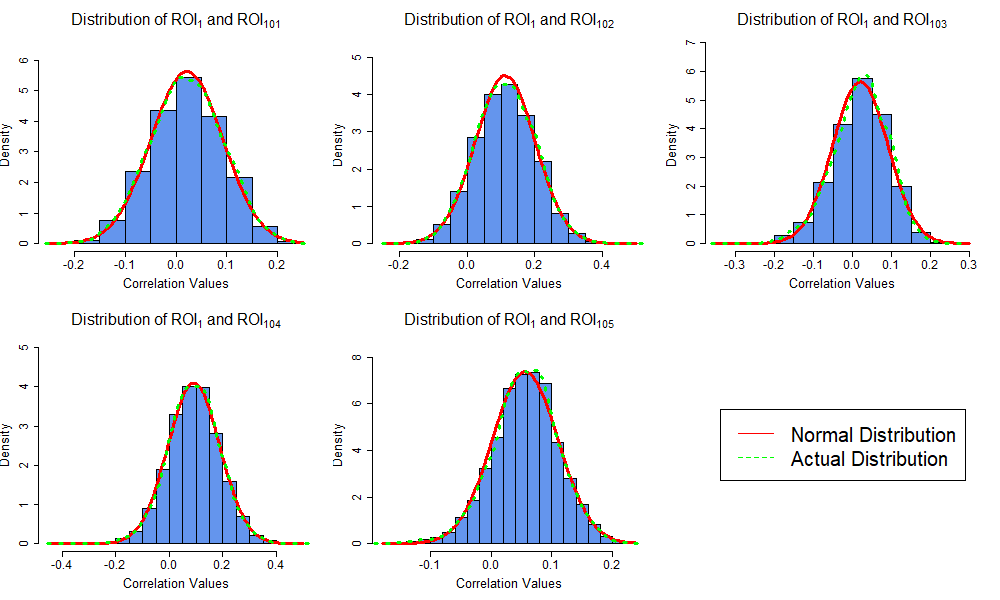 Distribution of ROI1 and ROI101
Density
0 1 2 3 4 5 6
-0.2 -0.1 0.0 0.1 0.2
Correlation Values
Distribution of ROI1 and ROI102
Density
0 1 2 3 4 5
-0.2 0.0 0.2 0.4
Correlation Values
Distribution of ROI1 and ROI103
Density
0 1 2 3 4 5 6 7
-0.3 -0.2 -0.1 0.0 0.1 0.2 0.3
Correlation Values
Distribution of ROI1 and ROI104
Density
0 1 2 3 4 5
-0.4 -0.2 0.0 0.2 0.4
Correlation Values
Distribution of ROI1 and ROI105
Density
0 2 4 6 8
-0.1 0.0 0.1 0.2
Correlation Values
Normal Distribution
Actual Distribution